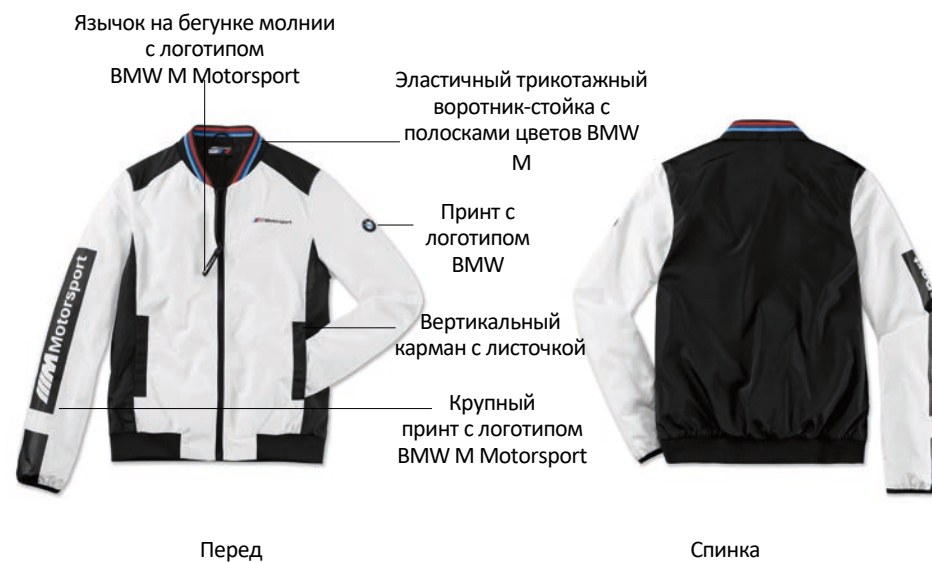 Язычок на бегунке молнии
с логотипом
BMW M Motorsport
Эластичный трикотажный
воротник-стойка с
полосками цветов BMW
M
Принт с
логотипом
BMW
Вертикальный
карман с листочкой
Крупный
принт с логотипом
BMW M Motorsport
Motorsport
M Motorsport
Перед
Спинка